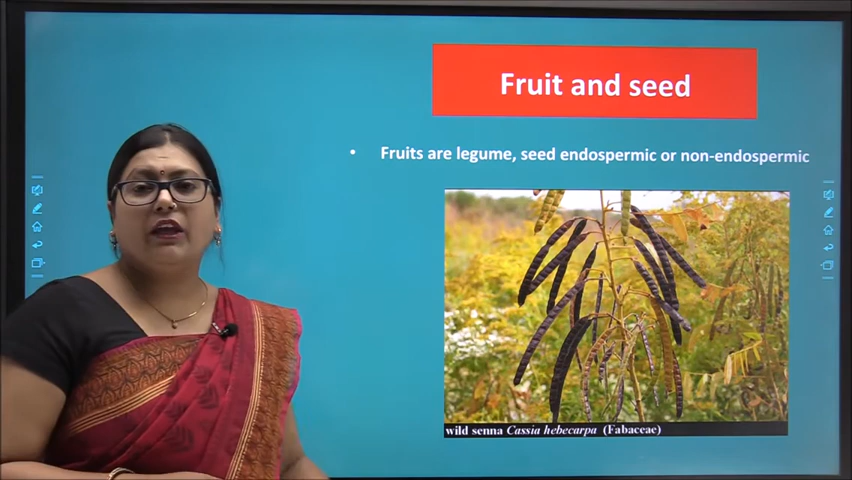 Fruit and seed
• Fruits are legume, seed endospermic or non-endospermic
wild senna Cassia hebecarpa (Fabaceae)